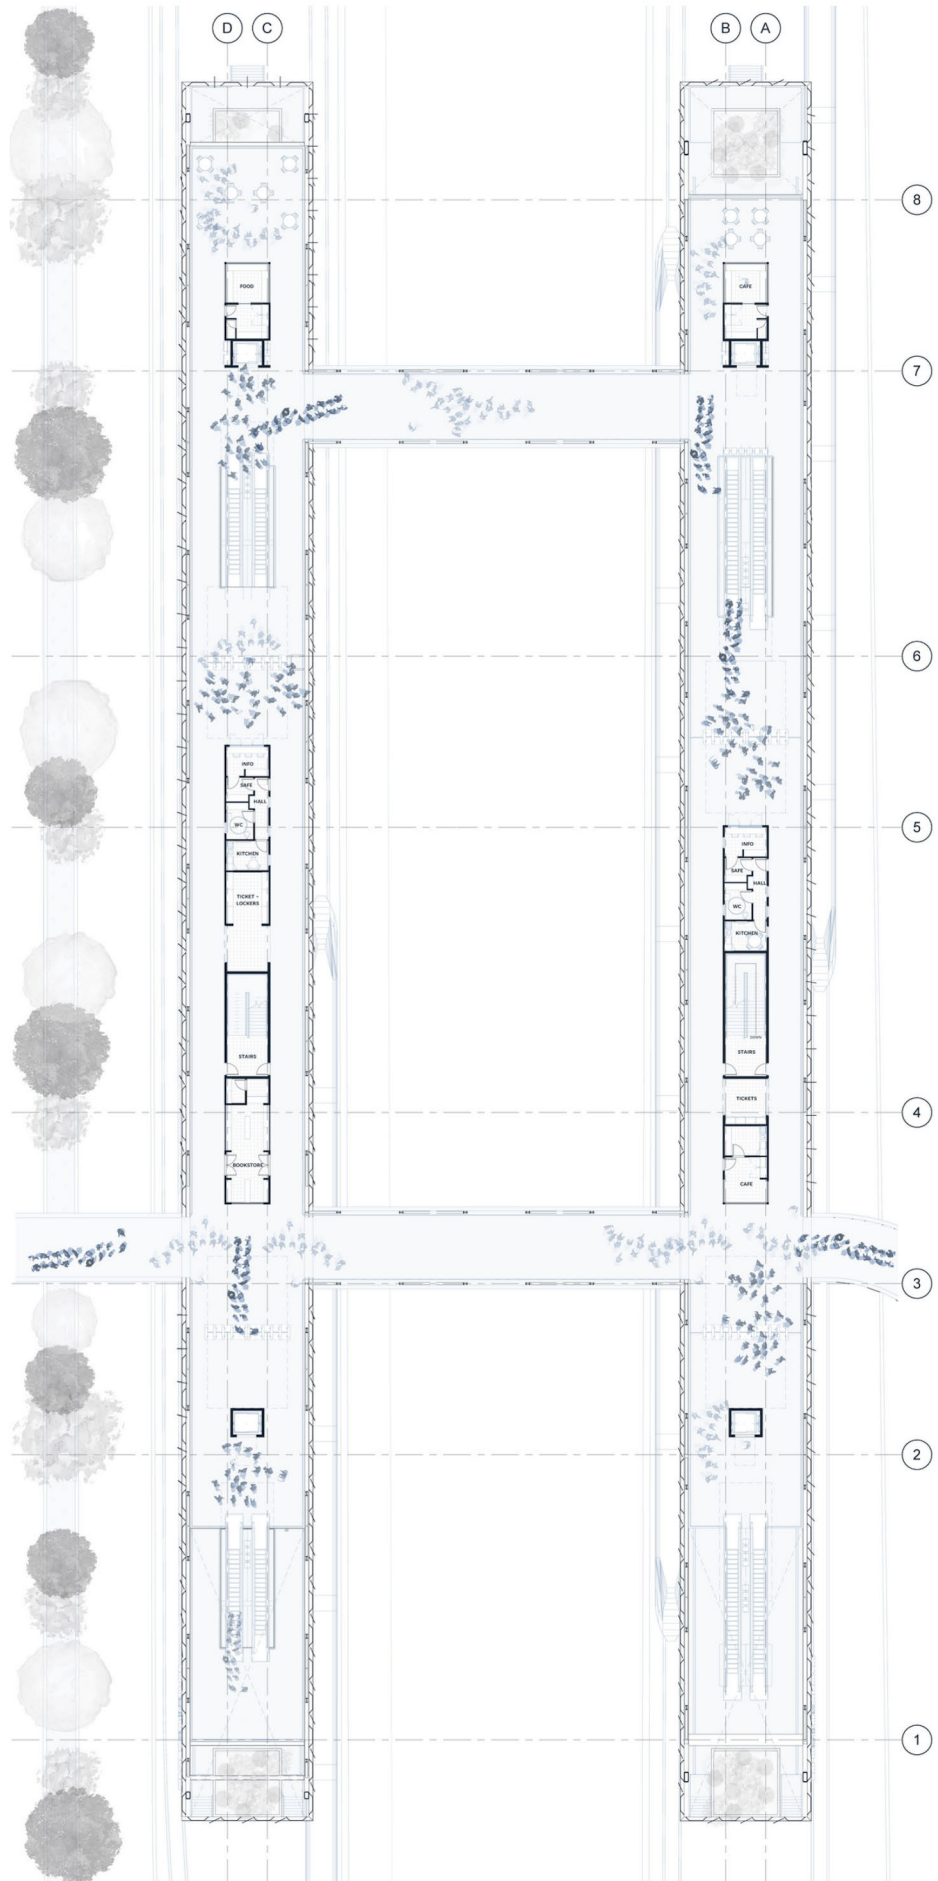 D C B A
8
FOOD
CAFE
7
6
INFO
SAFE
HALL
WC
KITCHEN
TICKET +
LOCKERS
STAIRS
BOOKSTORE
5
INFO
SAFE
HALL
WC
KITCHEN
DOWN
STAIRS
TICKETS
CAFE
4
3
2
1